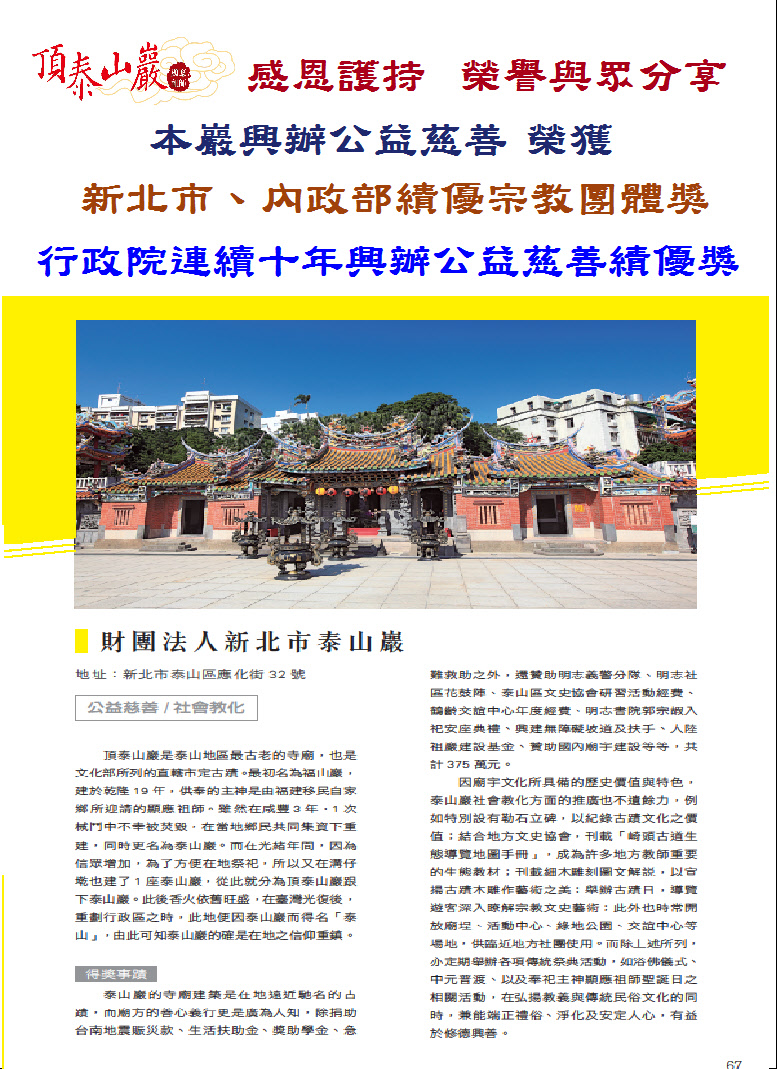 頂泰山巖
感恩護持 榮譽與眾分享
本巖興辦公益慈善 榮獲
新北市、內政部績優宗教團體獎
行政院連續十年興辦公益慈善績優獎
財團法人新北市泰山巖
地址：新北市泰山區應化街 32 號
公益慈善 / 社會教化
頂泰山巖是泰山地區最古老的寺廟，也是
文化部所列的直轄市定古蹟。最初名為福山巖，
建於乾隆 19 年，供奉的主神是由福建移民自家
鄉所迎請的顯應祖師。雖然在咸豐 3 年，1 次
械鬥中不幸被焚毀，在當地鄉民共同集資下重
建，同時更名為泰山巖。而在光緒年間，因為
信眾增加，為了方便在地祭祀，所以又在溝仔
墘也建了 1 座泰山巖，從此就分為頂泰山巖跟
下泰山巖。此後香火依舊旺盛，在臺灣光復後，
重劃行政區之時，此地便因泰山巖而得名「泰
山」，由此可知泰山巖的確是在地之信仰重鎮。
得獎事蹟
泰山巖的寺廟建築是在地遠近馳名的古
蹟，而廟方的善心義行更是廣為人知，除捐助
台南地震賑災款、生活扶助金、獎助學金、急
難救助之外，還贊助明志義警分隊、明志社
區花鼓陣、泰山區文史協會研習活動經費、
鶴齡交誼中心年度經費、明志書院郭宗嘏入
祀安座典禮、興建無障礙坡道及扶手、大陸
祖巖建設基金、贊助國內廟宇建設等等，共
計 375 萬元。
因廟宇文化所具備的歷史價值與特色，
泰山巖社會教化方面的推廣也不遺餘力，例
如特別設有勒石立碑，以紀錄古蹟文化之價
值；結合地方文史協會，刊載「崎頭古道生
態導覽地圖手冊」，成為許多地方教師重要
的生態教材；刊載細木雕刻圖文解說，以宣
揚古蹟木雕作藝術之美；舉辦古蹟日，導覽
遊客深入瞭解宗教文史藝術；此外也時常開
放廟埕、活動中心、綠地公園、交誼中心等
場地，供臨近地方社團使用。而除上述所列，
亦定期舉辦各項傳統祭典活動，如浴佛儀式、
中元普渡、以及奉祀主神顯應祖師聖誕日之
相關活動，在弘揚教義與傳統民俗文化的同
時，兼能端正禮俗、淨化及安定人心，有益
於修德興善。
67